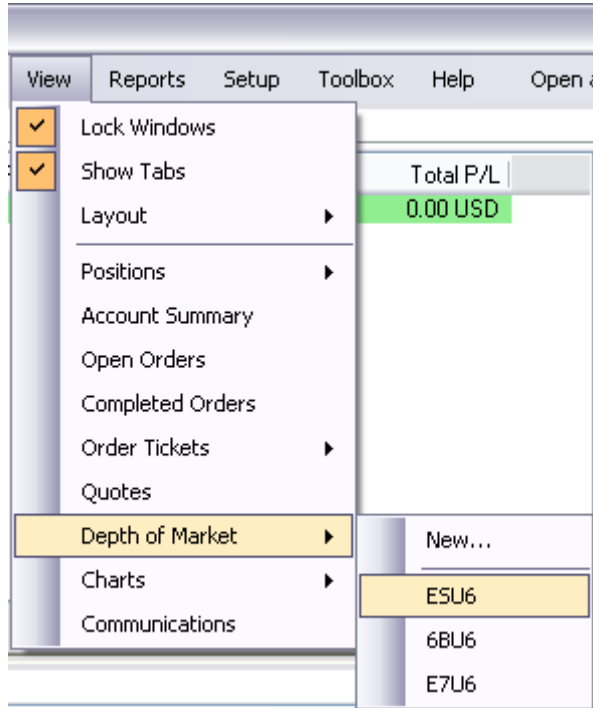 View Reports Setup Toolbox Help Open
Lock Windows
Show Tabs Total P/L
Layout 0.00 USD
Positions
Account Summary
Open Orders
Completed Orders
Order Tickets
Quotes
Depth of Market New...
Charts ESU6
Communications 6BU6
E7U6